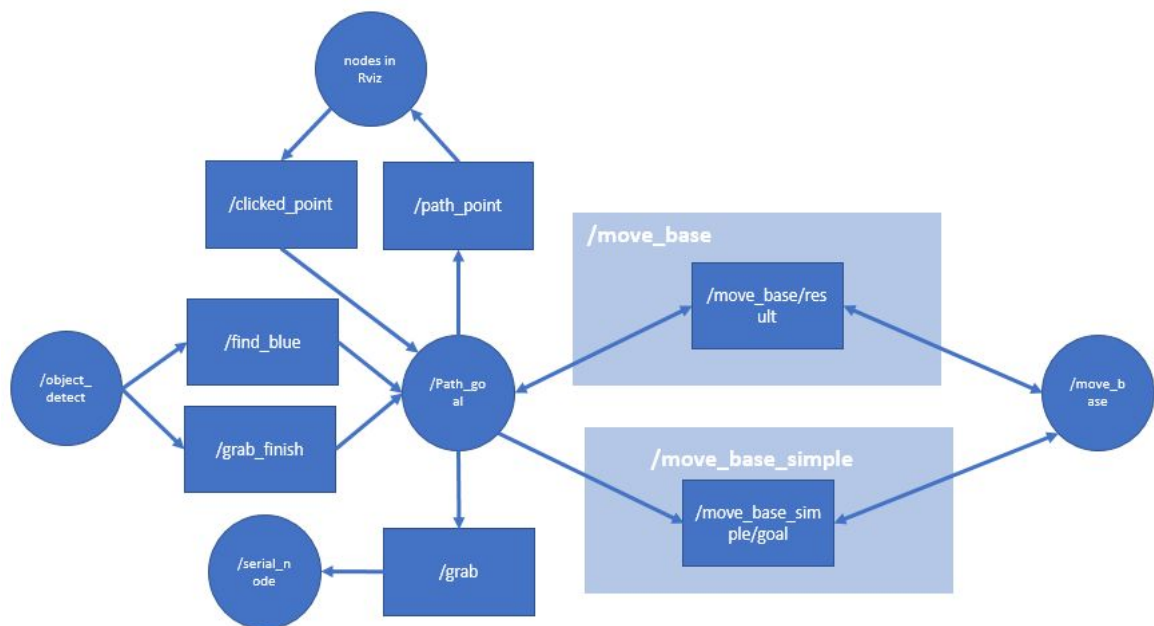 nodes in
Rviz
/clicked_point
/path_point
/move_base
/move_base/res
ult
/find_blue
/object_
detect
/Path_go
al
/move_b
ase
/grab_finish
/move_base_simple
/move_base_sim
ple/goal
/serial_n
ode
/grab